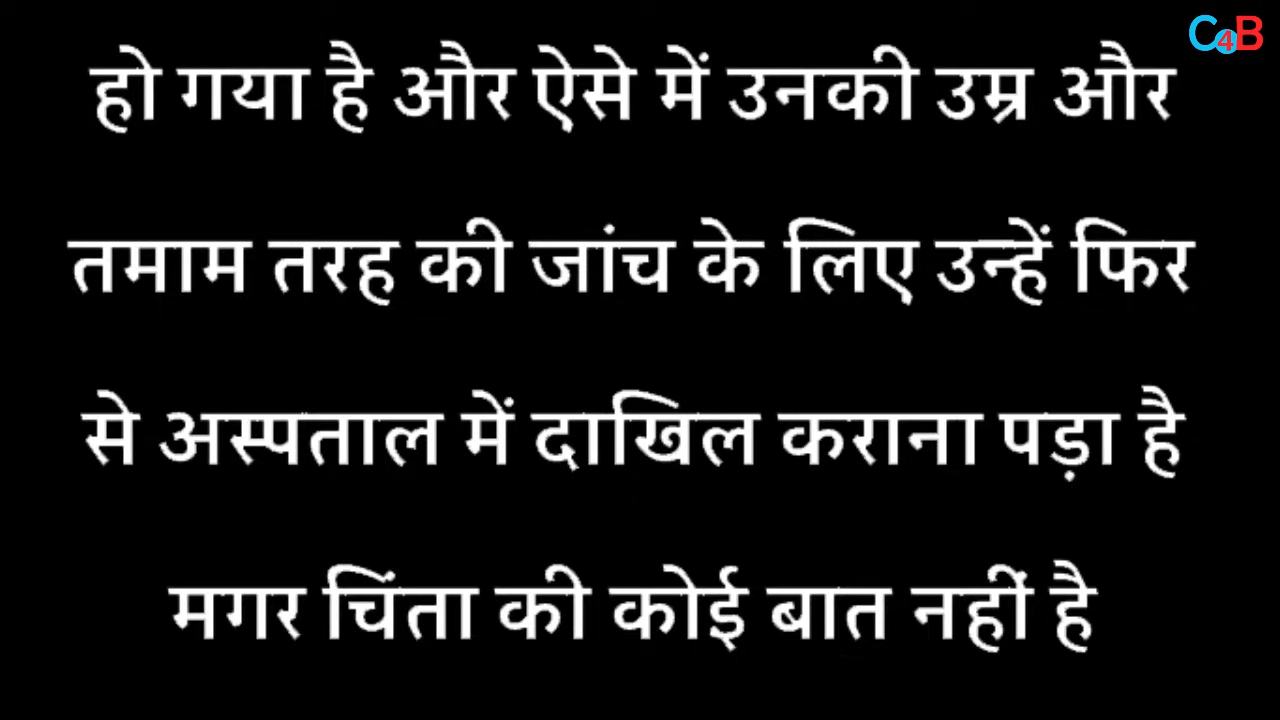 C4B
हो गया है और ऐसे में उनकी उम्र और
तमाम तरह की जांच के लिए उन्हें फिर
से अस्पताल में दाखिल कराना पड़ा है
मगर चिंता की कोई बात नहीं है